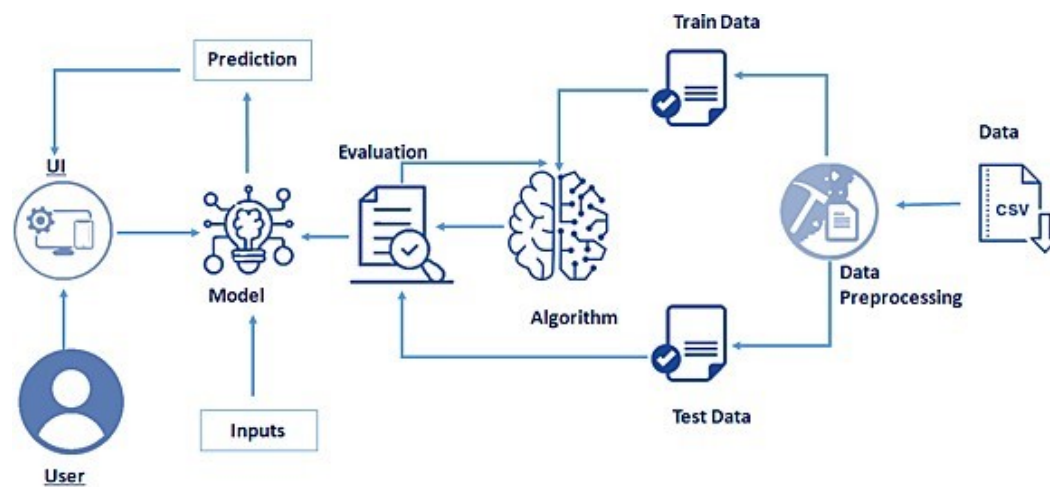 Train Data
Prediction
Data
Evaluation
UI
CSV
Model
Data
Preprocessing
Algorithm
Test Data
Inputs
User